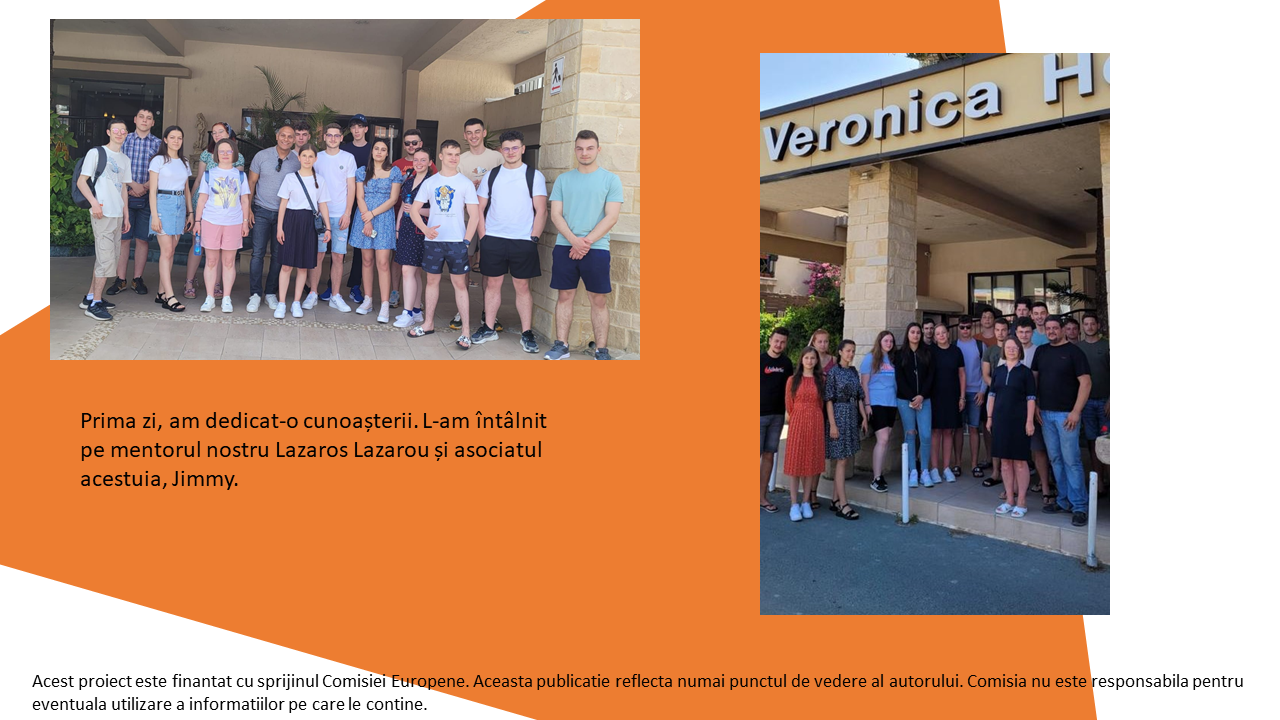 Veronica H
Prima zi, am dedicat-o cunoașterii. L-am întâlnit
pe mentorul nostru Lazaros Lazarou și asociatul
acestuia, Jimmy.
Acest proiect este finantat cu sprijinul Comisiei Europene. Aceasta publicatie reflecta numai punctul de vedere al autorului. Comisia nu este responsabila pentru
eventuala utilizare a informatiilor pe care le contine.